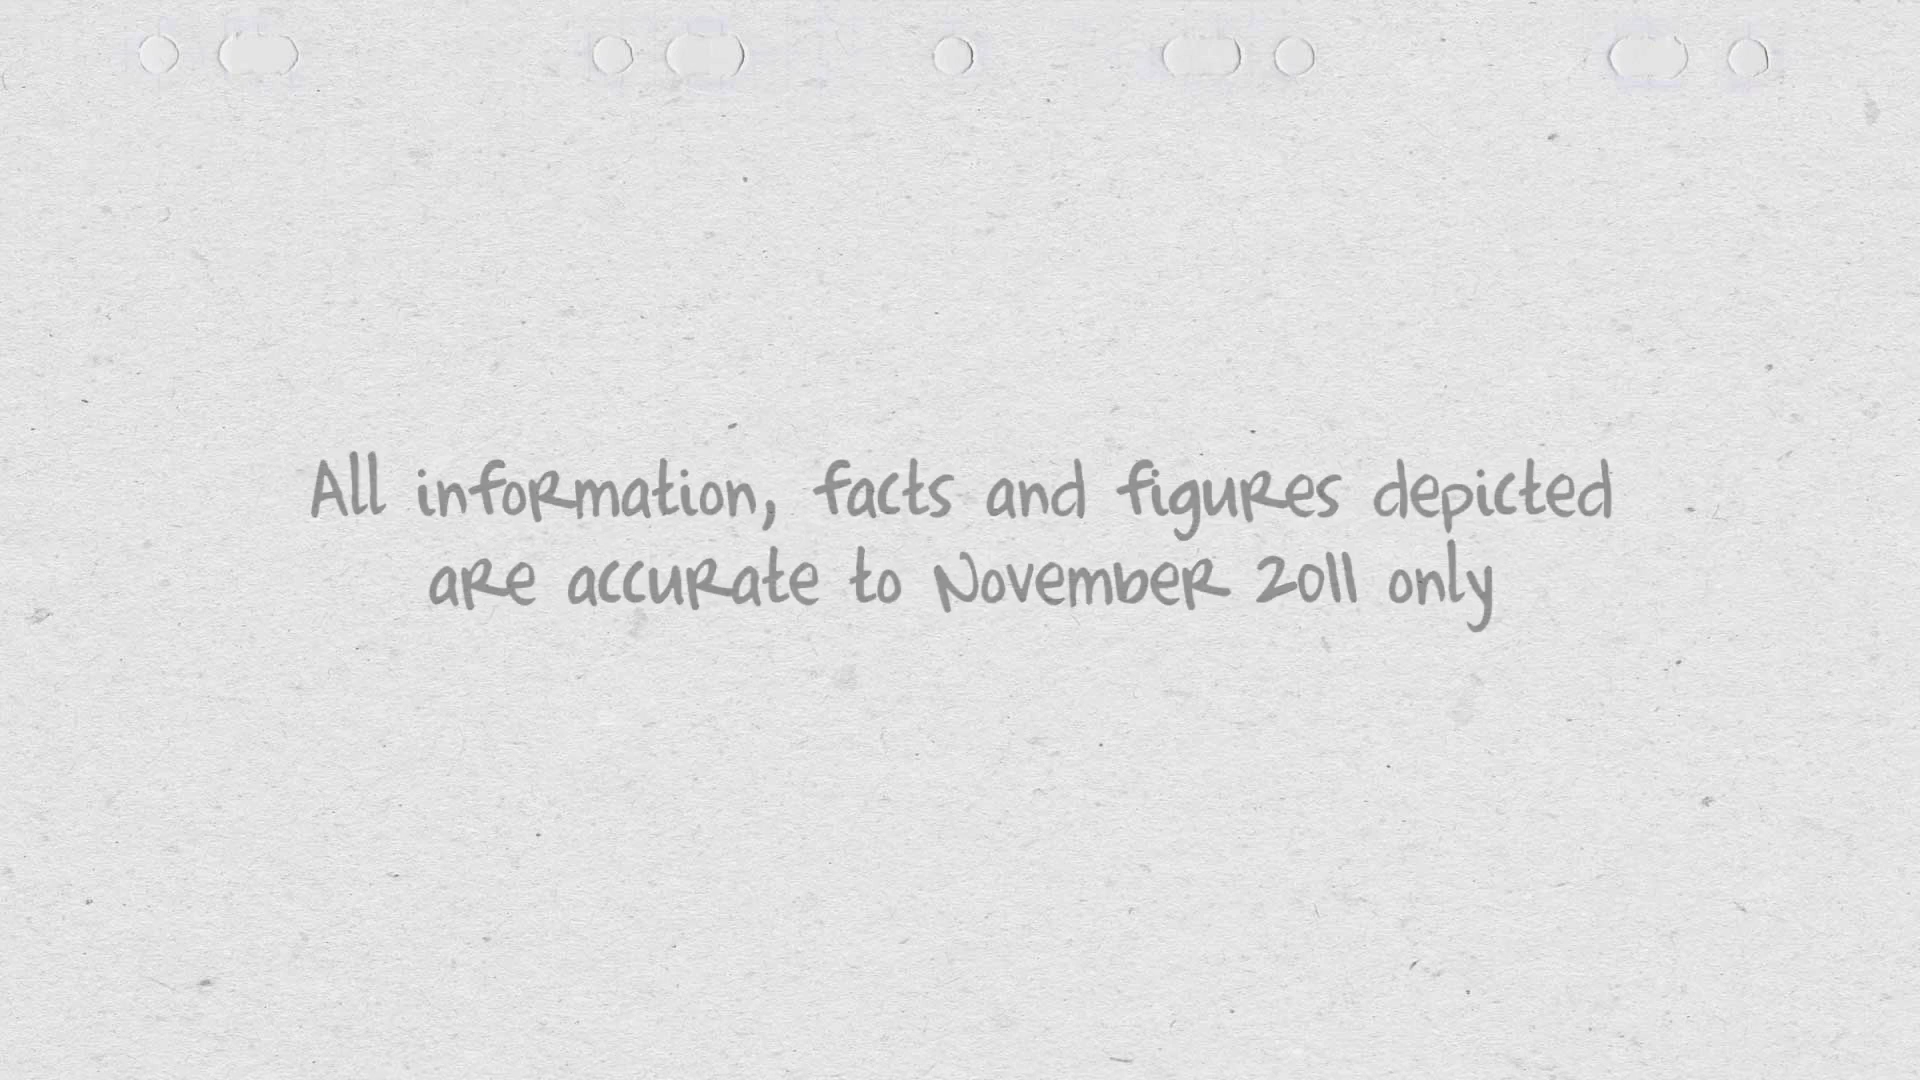 All information, facts and figures depicted
are accurate to November 2011 only